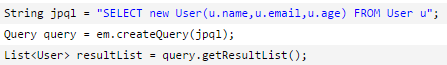 String jpql = "SELECT new User(u.name,u.email,u.age) FROM User u";
Query query = em.createQuery(jpql);
List<User> resultList = query.getResultList();